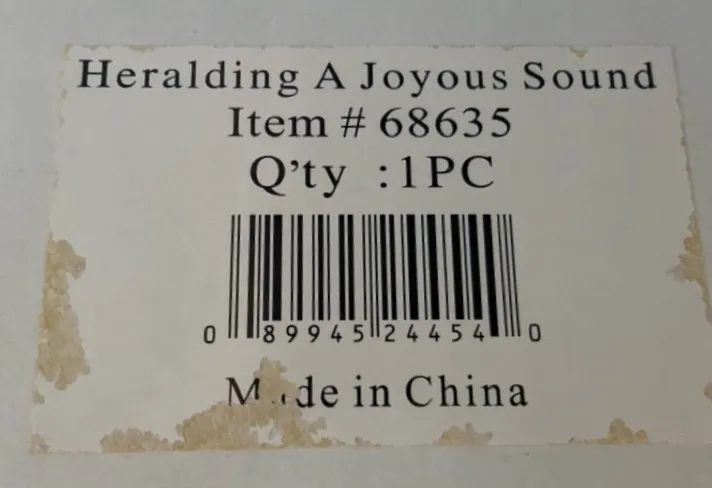 Heralding A Joyous Sound
Item # 68635
Q'ty :1PC
0 89945 24454 0
Made in China